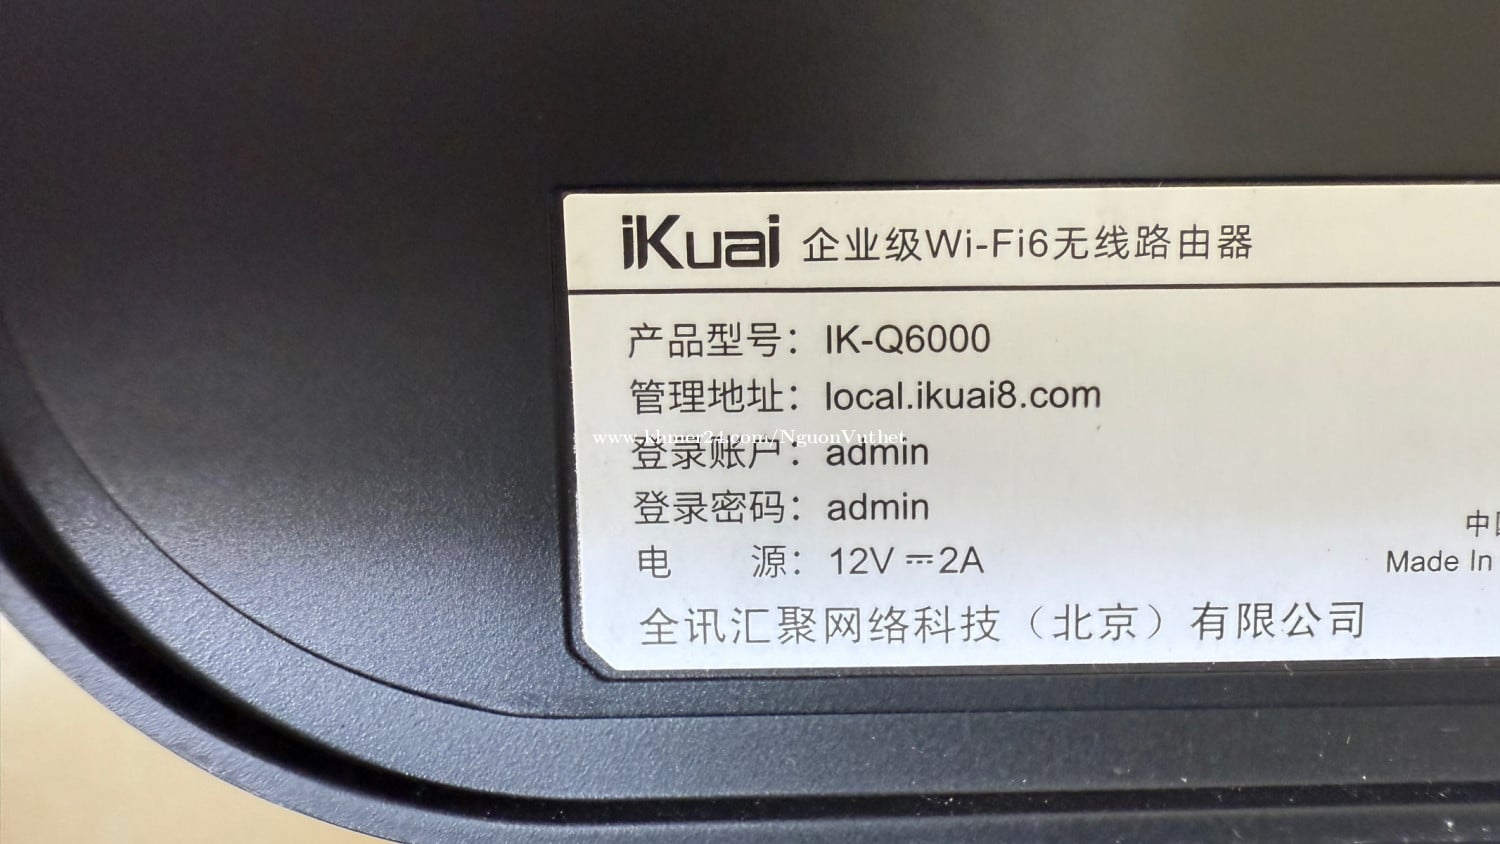 iKuai 企业级Wi-Fi6无线路由器
产品型号：IK-Q6000
管理地址：local.ikuai8.com
www.khmer24.com/NguonVuthet
登录账户：admin
登录密码：admin
中
电 源：12V⎓2A
Made In
全讯汇聚网络科技（北京）有限公司